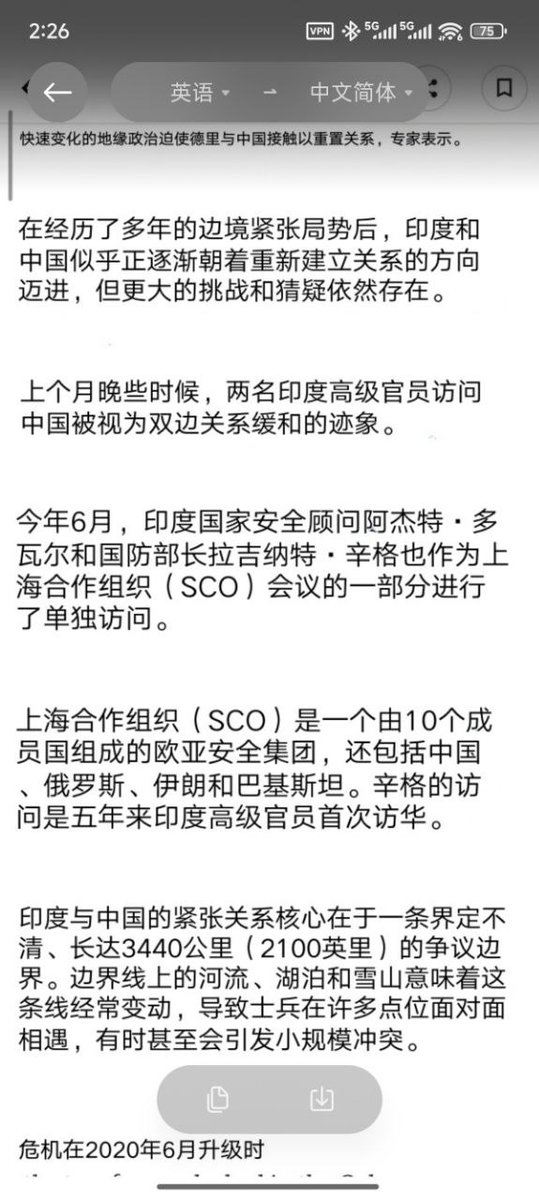 2:26
VPN 5G 5G 6 75
英语 → 中文简体
快速变化的地缘政治迫使德里与中国接触以重置关系，专家表示。
在经历了多年的边境紧张局势后，印度和
中国似乎正逐渐朝着重新建立关系的方向
迈进，但更大的挑战和猜疑依然存在。
上个月晚些时候，两名印度高级官员访问
中国被视为双边关系缓和的迹象。
今年6月，印度国家安全顾问阿杰特·多
瓦尔和国防部长拉吉纳特·辛格也作为上
海合作组织（SCO）会议的一部分进行
了单独访问。
上海合作组织（SCO）是一个由10个成
员国组成的欧亚安全集团，还包括中国
、俄罗斯、伊朗和巴基斯坦。辛格的访
问是五年来印度高级官员首次访华。
印度与中国的紧张关系核心在于一条界定不
清、长达3440公里（2100英里）的争议边
界。边界线上的河流、湖泊和雪山意味着这
条线经常变动，导致士兵在许多点位面对面
相遇，有时甚至会引发小规模冲突。
危机在2020年6月升级时